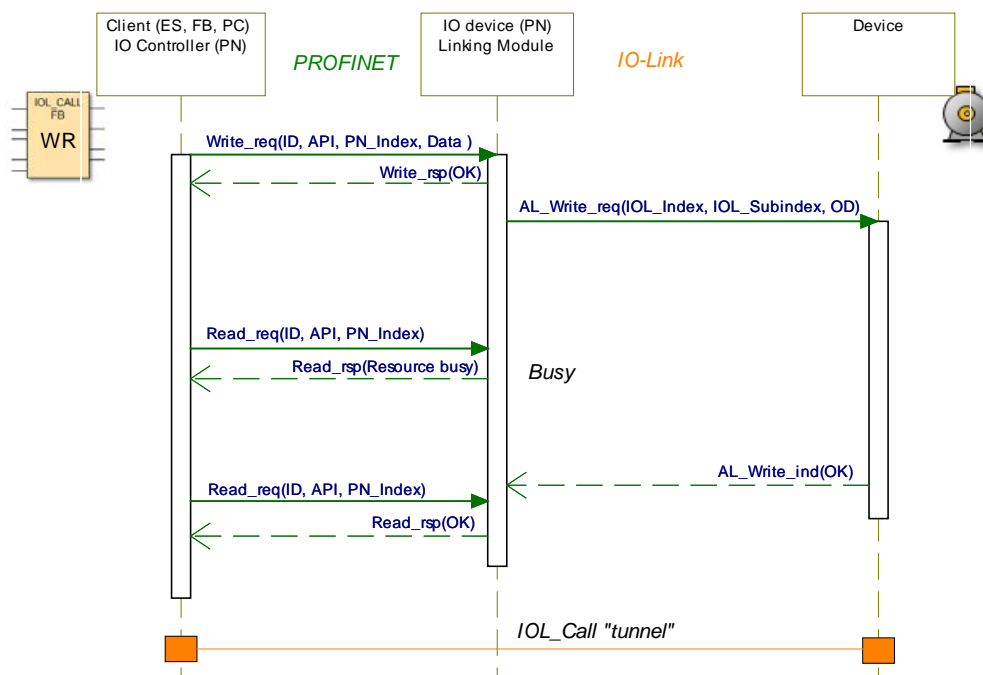 Client (ES, FB, PC)
IO Controller (PN)
PROFINET
IO device (PN)
Linking Module
IO-Link
Device
IOL_CALL
FB
WR
Write_req(ID, API, PN_Index, Data )
Write_rsp(OK)
AL_Write_req(IOL_Index, IOL_Subindex, OD)
Read_req(ID, API, PN_Index)
Read_rsp(Resource busy)
Busy
AL_Write_ind(OK)
Read_req(ID, API, PN_Index)
Read_rsp(OK)
IOL_Call "tunnel"